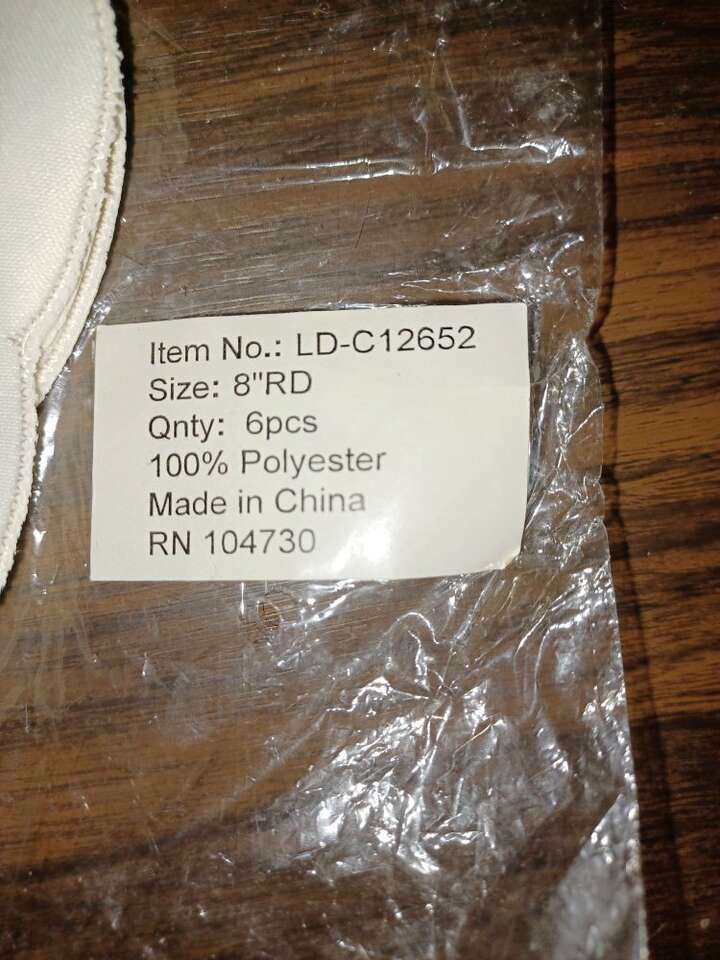 Item No.: LD-C12652
Size: 8"RD
Qnty: 6pcs
100% Polyester
Made in China
RN 104730